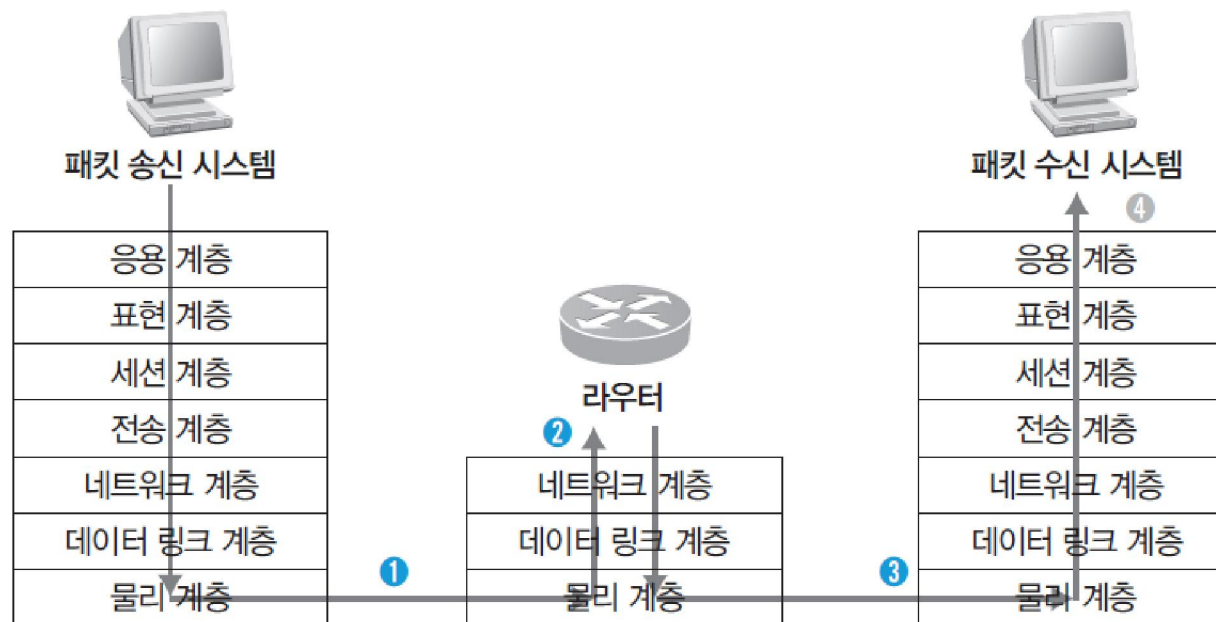 패킷 송신 시스템
응용 계층
표현 계층
세션 계층
전송 계층
네트워크 계층
데이터 링크 계층
물리 계층
1
라우터
2
네트워크 계층
데이터 링크 계층
물리 계층
3
패킷 수신 시스템
4
응용 계층
표현 계층
세션 계층
전송 계층
네트워크 계층
데이터 링크 계층
물리 계층